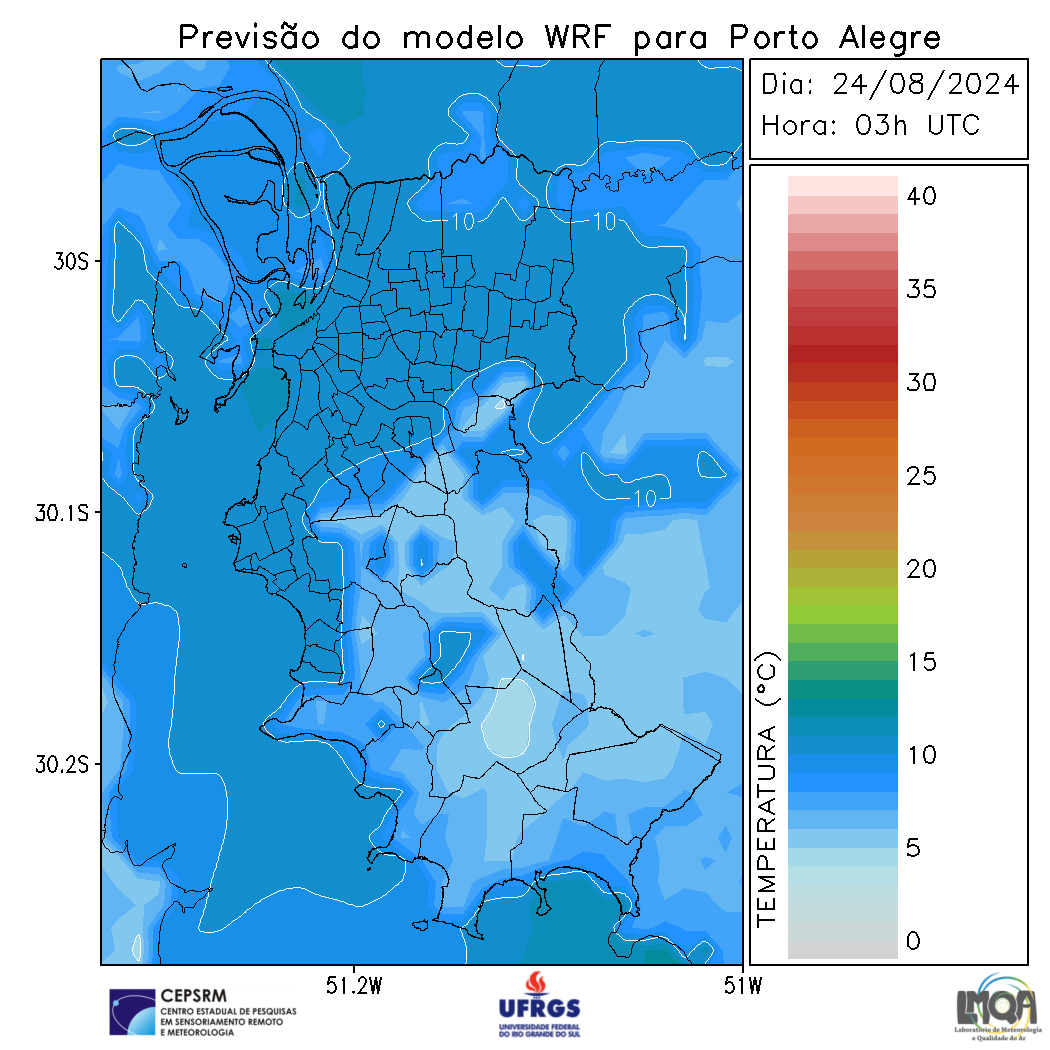 Previsão do modelo WRF para Porto Alegre
Dia: 24/08/2024
Hora: 03h UTC
40
35
30
25
20
15
10
5
0
TEMPERATURA (°C)
30S
30.1S
30.2S
51.2W
51W
10
10
10
CEPSRM
CENTRO ESTADUAL DE PESQUISAS
EM SENSORIAMENTO REMOTO
E METEOROLOGIA
UFRGS
UNIVERSIDADE FEDERAL
DO RIO GRANDE DO SUL
LMQA
Laboratório de Meteorologia
e Qualidade do Ar